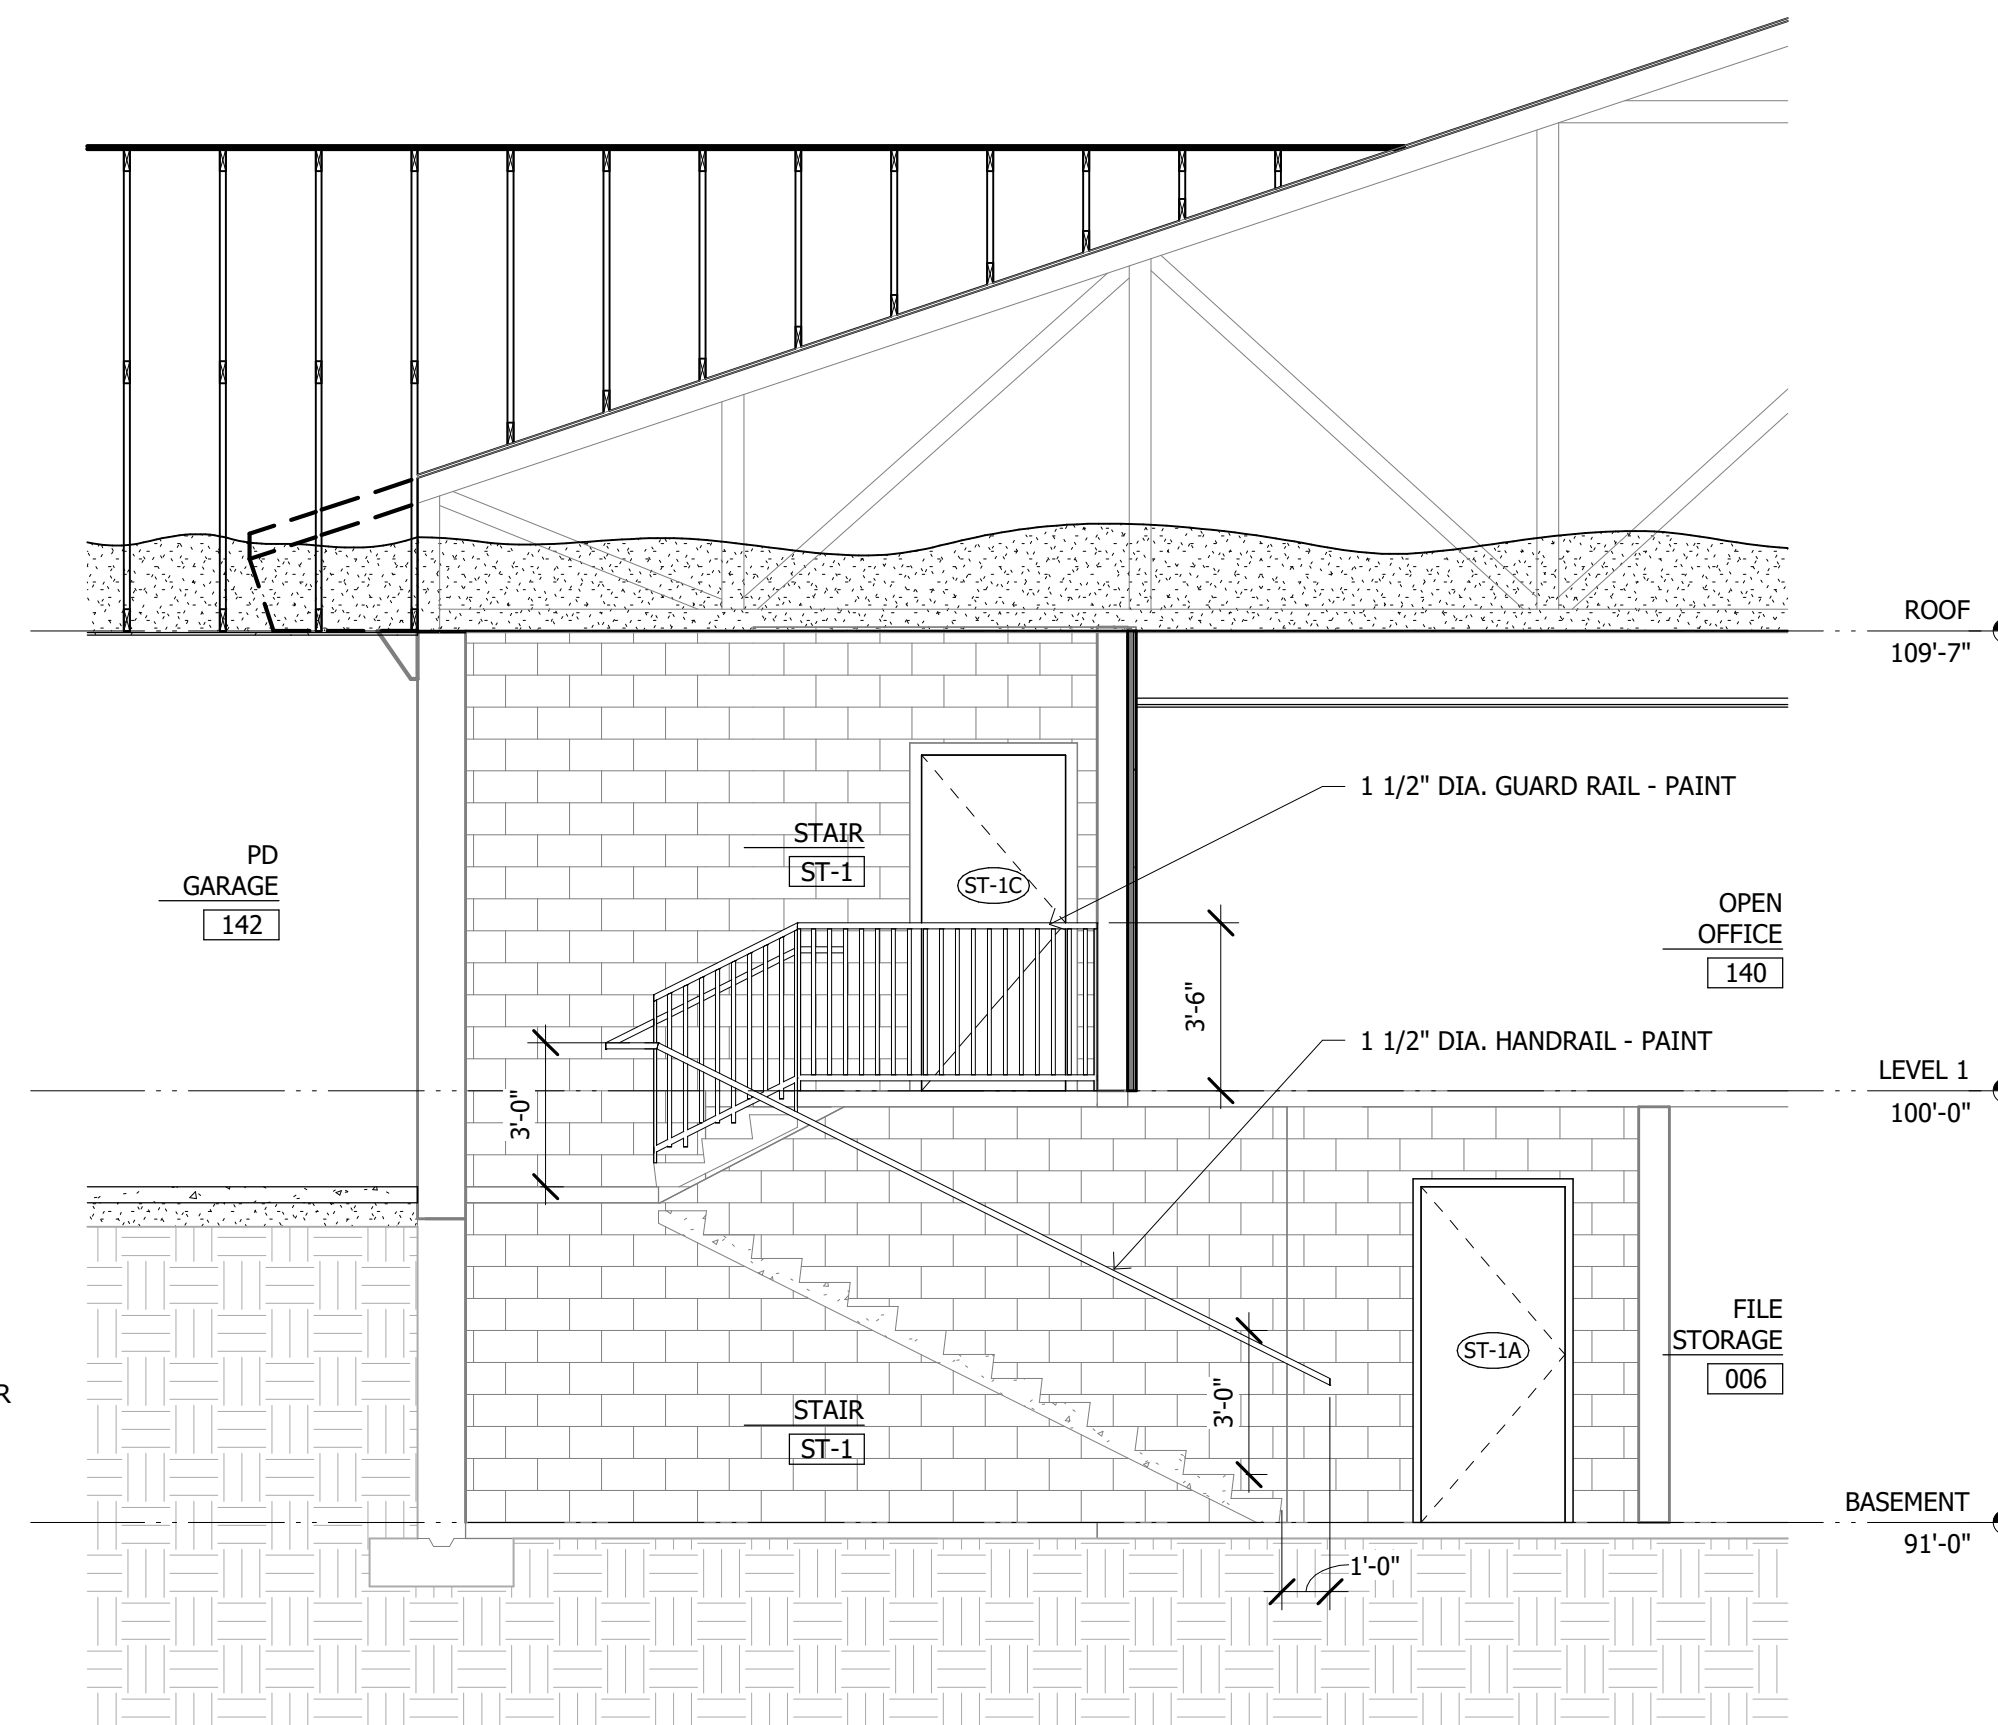 ROOF
109'-7"
1 1/2" DIA. GUARD RAIL - PAINT
STAIR
ST-1
PD
GARAGE
142
ST-1C
OPEN
OFFICE
140
3'-6"
1 1/2" DIA. HANDRAIL - PAINT
3'-0"
LEVEL 1
100'-0"
FILE
STORAGE
006
ST-1A
R
3'-0"
STAIR
ST-1
BASEMENT
91'-0"
1'-0"